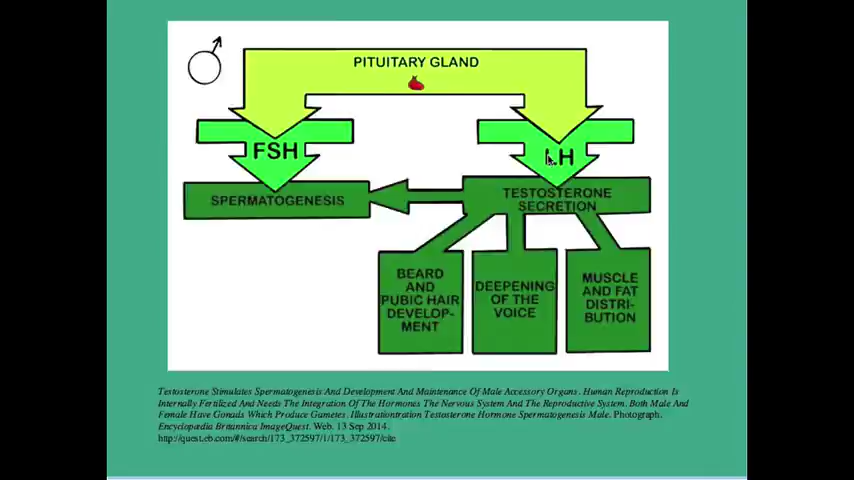 PITUITARY GLAND
FSH
LH
SPERMATOGENESIS
TESTOSTERONE
SECRETION
BEARD
AND
PUBIC HAIR
DEVELOP-
MENT
DEEPENING
OF THE
VOICE
MUSCLE
AND FAT
DISTRI-
BUTION
Testosterone Stimulates Spermatogenesis And Development And Maintenance Of Male Accessory Organs. Human Reproduction Is
Internally Fertilized And Needs The Integration Of The Hormones The Nervous System And The Reproductive System. Both Male And
Female Have Gonads Which Produce Gametes. Illustrationtration Testosterone Hormone Spermatogenesis Male. Photograph.
Encyclopædia Britannica ImageQuest. Web. 13 Sep 2014.
http://quest.eb.com/#/search/173_372597/1/173_372597/cite